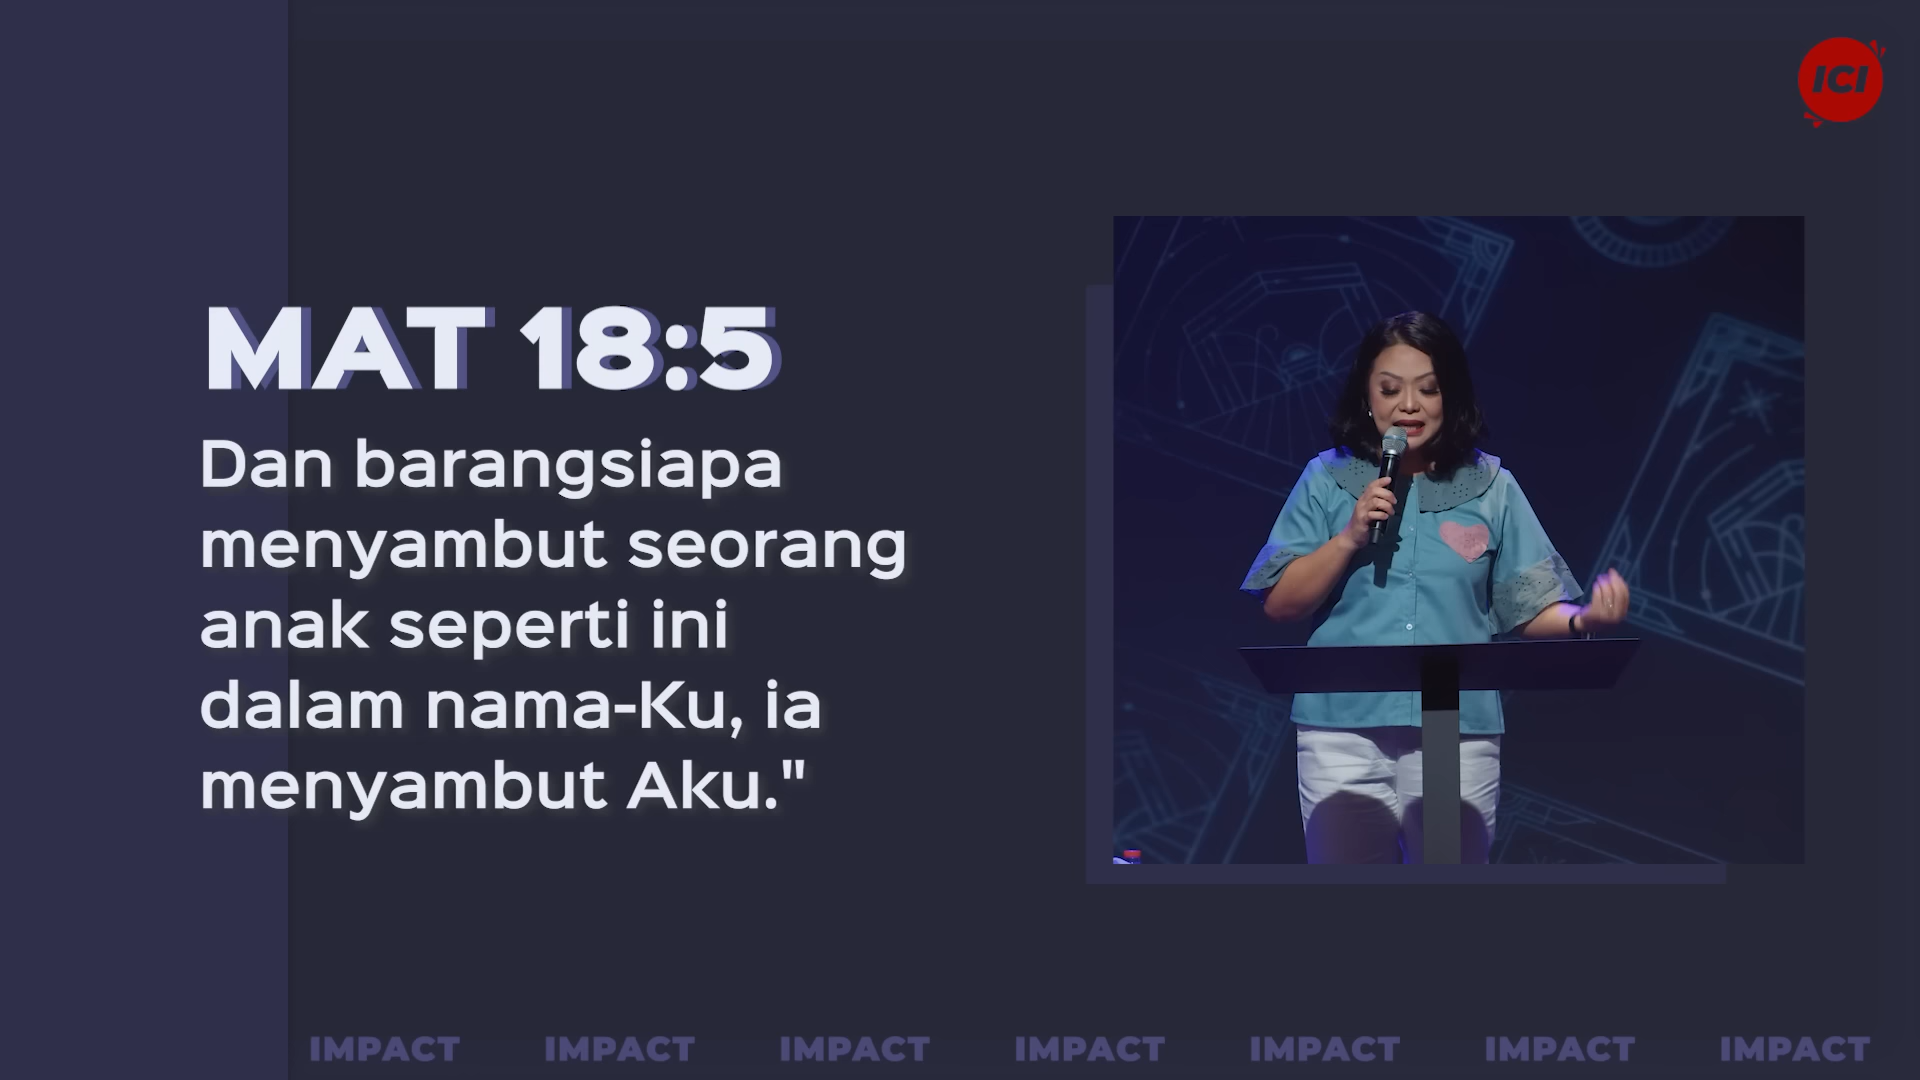 ICI
MAT 18:5
Dan barangsiapa
menyambut seorang
anak seperti ini
dalam nama-Ku, ia
menyambut Aku."
IMPACT IMPACT IMPACT IMPACT IMPACT IMPACT IMPACT